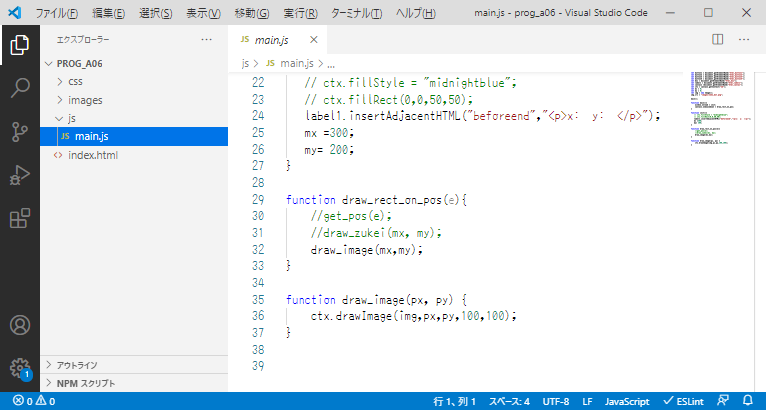 ファイル(F) 編集(E) 選択(S) 表示(V) 移動(G) 実行(R) ターミナル(T) ヘルプ(H) main.js - prog_a06 - Visual Studio Code
エクスプローラー
PROG_A06
css
images
js
JS main.js
index.html
アウトライン
NPM スクリプト
JS main.js
js > JS main.js > ...
22 // ctx.fillStyle = "midnightblue";
23 // ctx.fillRect(0,0,50,50);
24 label1.insertAdjacentHTML("beforeend","<p>x: y: </p>");
25 mx =300;
26 my= 200;
27 }
28
29 function draw_rect_on_pos(e){
30 //get_pos(e);
31 //draw_zukei(mx, my);
32 draw_image(mx,my);
33 }
34
35 function draw_image(px, py) {
36 ctx.drawImage(img,px,py,100,100);
37 }
38
39
1
0 0 行 1、列 1 スペース: 4 UTF-8 LF JavaScript ESLint